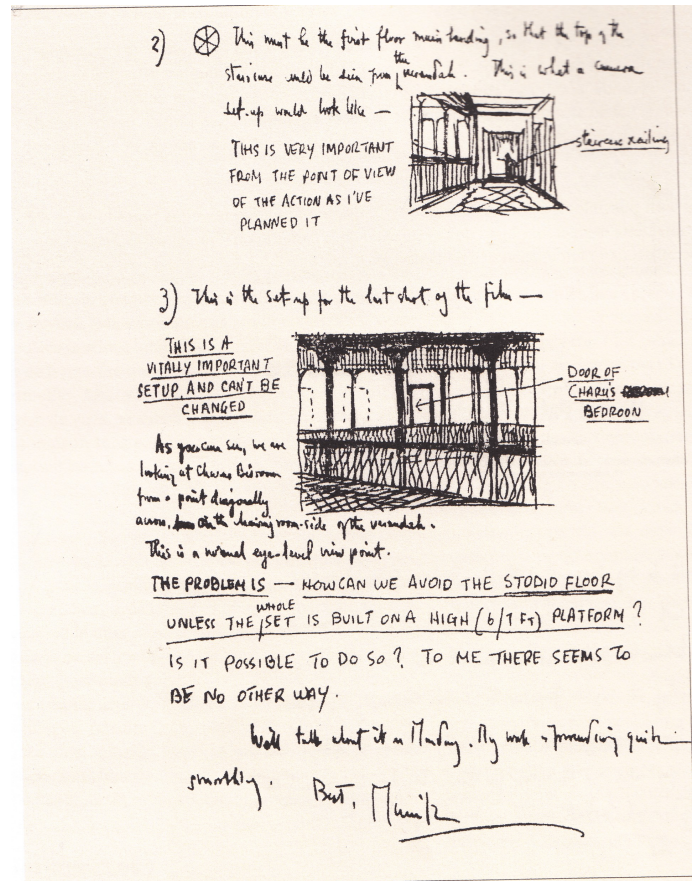 2) This must be the first floor main landing, so that the top of the
staircase could be seen from the verandah. This is what a camera
set-up would look like —
THIS IS VERY IMPORTANT
FROM THE POINT OF VIEW
OF THE ACTION AS I'VE
PLANNED IT
staircase railing
3) This is the set-up for the last shot of the film —
THIS IS A
VITALLY IMPORTANT
SETUP, AND CAN'T BE
CHANGED
DOOR OF
CHARU'S
BEDROOM
As you can see, we are
looking at Charu's Bedroom
from a point diagonally
across, on the drawing room-side of the verandah.
This is a normal eye-level view point.
THE PROBLEM IS — HOW CAN WE AVOID THE STUDIO FLOOR
UNLESS THE WHOLE SET IS BUILT ON A HIGH (6/7 FT) PLATFORM?
IS IT POSSIBLE TO DO SO? TO ME THERE SEEMS TO
BE NO OTHER WAY.
We'll talk about it on Monday. My work is proceeding quite
smoothly.
Best, Manik